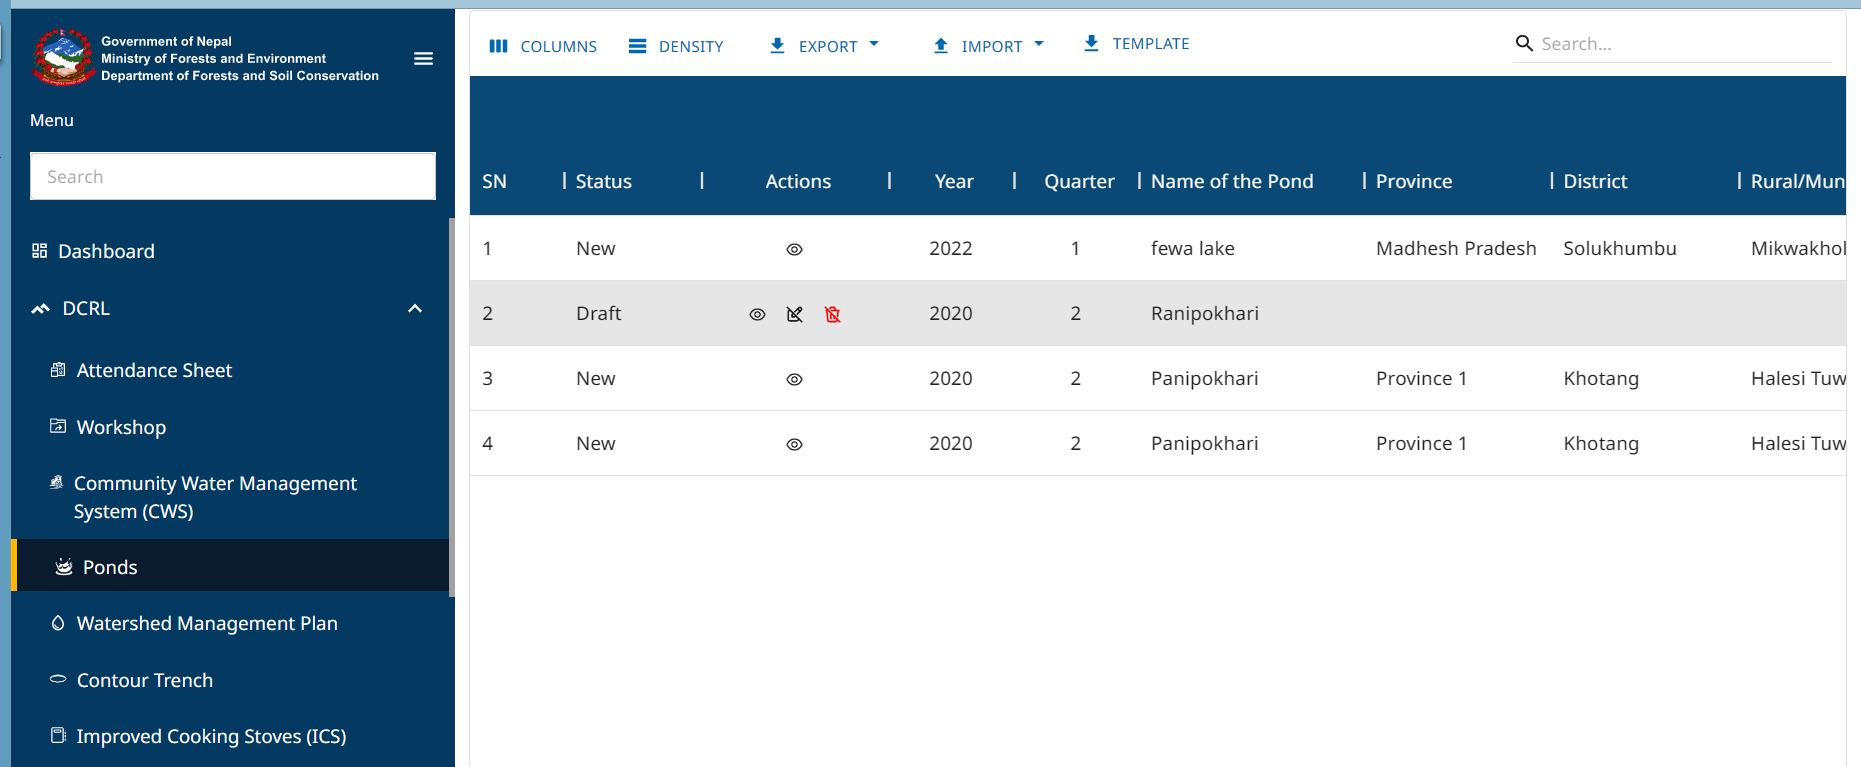 Government of Nepal
Ministry of Forests and Environment
Department of Forests and Soil Conservation
Menu
Search
Dashboard
DCRL
Attendance Sheet
Workshop
Community Water Management
System (CWS)
Ponds
Watershed Management Plan
Contour Trench
Improved Cooking Stoves (ICS)
COLUMNS DENSITY EXPORT IMPORT TEMPLATE Search...
SN Status Actions Year Quarter Name of the Pond Province District Rural/Mun
1 New 2022 1 fewa lake Madhesh Pradesh Solukhumbu Mikwakhol
2 Draft 2020 2 Ranipokhari
3 New 2020 2 Panipokhari Province 1 Khotang Halesi Tuw
4 New 2020 2 Panipokhari Province 1 Khotang Halesi Tuw